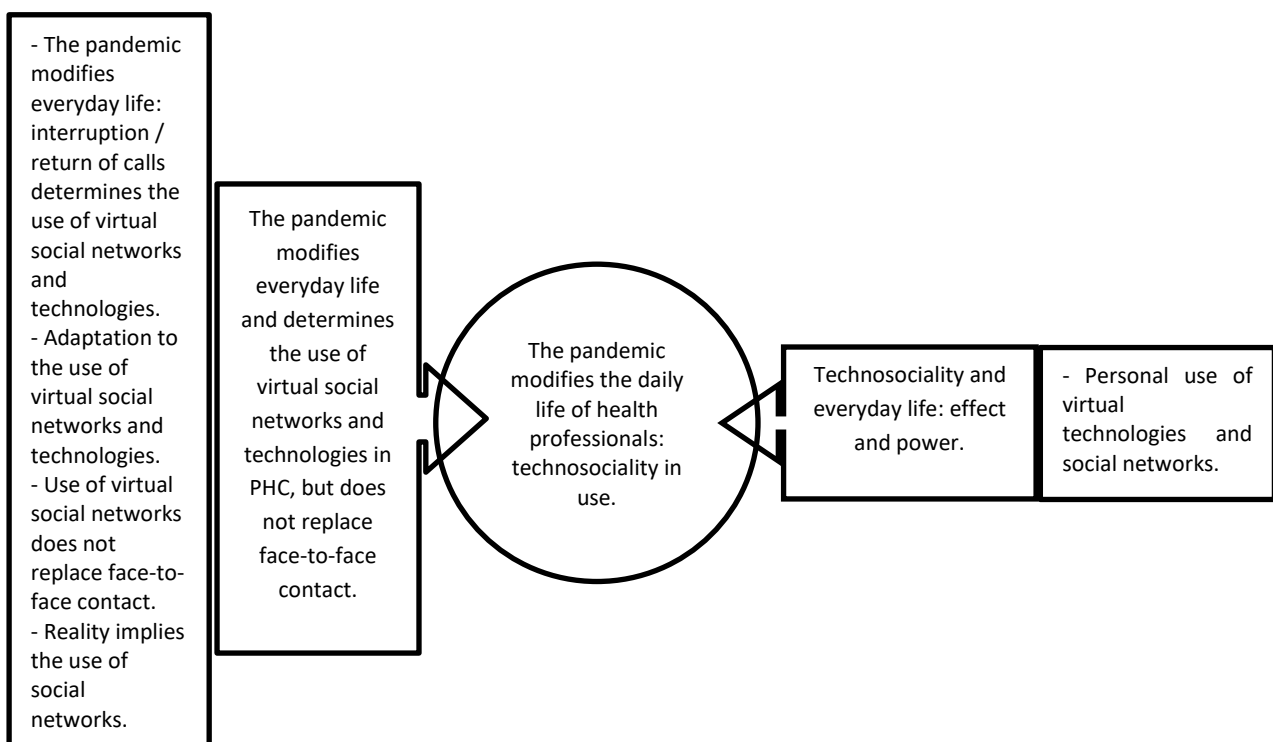 - The pandemic
modifies
everyday life:
interruption /
return of calls
determines the
use of virtual
social networks
and
technologies.
- Adaptation to
the use of
virtual social
networks and
technologies.
- Use of virtual
social networks
does not
replace face-to-
face contact.
- Reality implies
the use of
social
networks.
The pandemic
modifies
everyday life
and determines
the use of
virtual social
networks and
technologies in
PHC, but does
not replace
face-to-face
contact.
The pandemic
modifies the daily
life of health
professionals:
technosociality in
use.
Technosociality and
everyday life: effect
and power.
- Personal use of
virtual
technologies and
social networks.